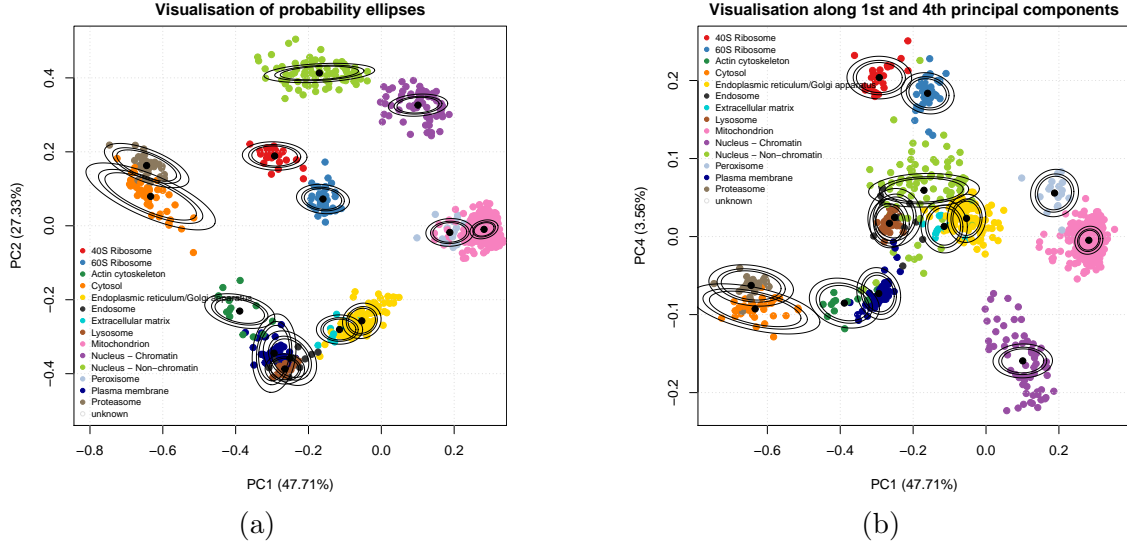 Visualisation of probability ellipses
PC2 (27.33%)
0.4
0.2
0.0
−0.2
−0.4
40S Ribosome
60S Ribosome
Actin cytoskeleton
Cytosol
Endoplasmic reticulum/Golgi apparatus
Endosome
Extracellular matrix
Lysosome
Mitochondrion
Nucleus − Chromatin
Nucleus − Non−chromatin
Peroxisome
Plasma membrane
Proteasome
unknown
−0.8 −0.6 −0.4 −0.2 0.0 0.2
PC1 (47.71%)
(a)
Visualisation along 1st and 4th principal components
PC4 (3.56%)
0.2
0.1
0.0
−0.1
−0.2
40S Ribosome
60S Ribosome
Actin cytoskeleton
Cytosol
Endoplasmic reticulum/Golgi apparatus
Endosome
Extracellular matrix
Lysosome
Mitochondrion
Nucleus − Chromatin
Nucleus − Non−chromatin
Peroxisome
Plasma membrane
Proteasome
unknown
−0.8 −0.6 −0.4 −0.2 0.0 0.2
PC1 (47.71%)
(b)